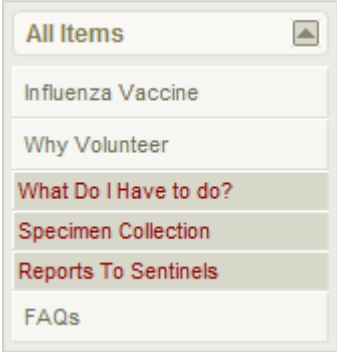 All Items
Influenza Vaccine
Why Volunteer
What Do I Have to do?
Specimen Collection
Reports To Sentinels
FAQs